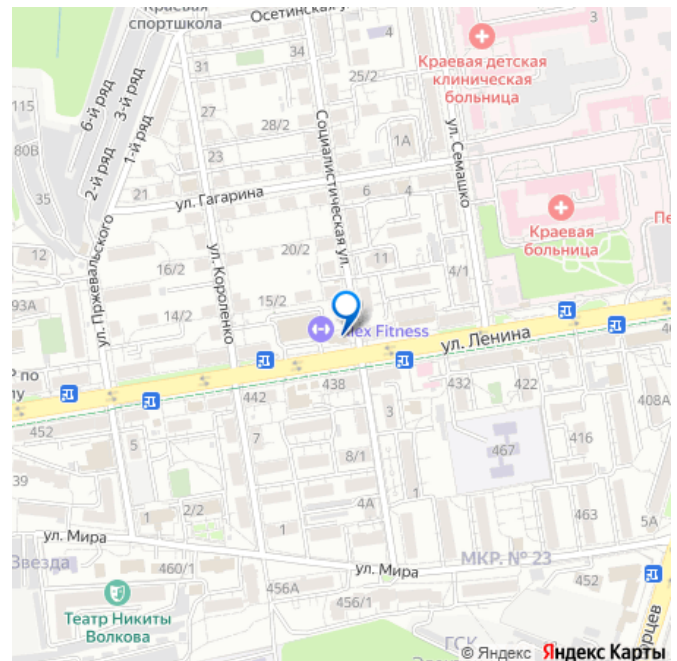 Краевая
спортшкола
Осетинская ул.
3
34
4
Краевая детская
клиническая
больница
31
25/2
6-й ряд
3-й ряд
115
27
Социалистическая ул.
28/2
1А
ул. Семашко
80В
2-й ряд
1-й ряд
23
35
21
ул. Гагарина
6
4
Краевая
больница
12
ул. Пржевальского
ул. Короленко
20/2
11
16/2
4/1
93А
15/2
14/2
lex Fitness
ул. Ленина
438
432
422
442
408А
452
3
5
7
416
467
8/1
39
2/2
4А
1
1
1
463
5А
ул. Мира
ул. Мира
МКР. № 23
Звезда
460/1
452
456А
456/1
Театр Никиты
Волкова
ГСК
© Яндекс Яндекс Карты